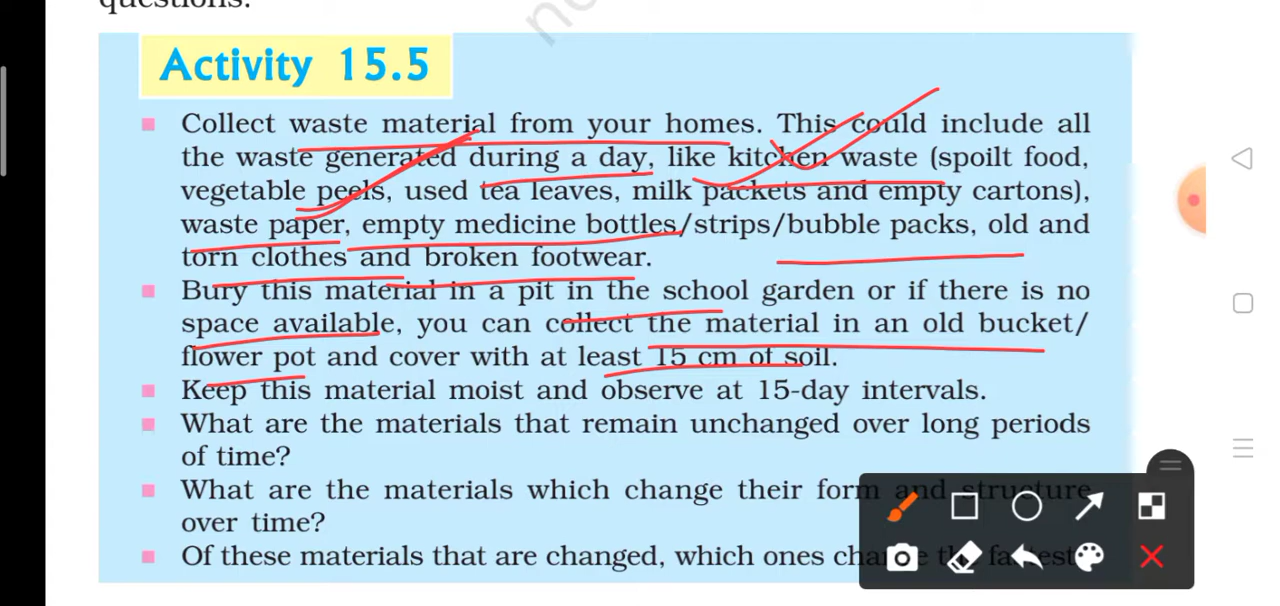 questions.
no
Activity 15.5
Collect waste material from your homes. This could include all
the waste generated during a day, like kitchen waste (spoilt food,
vegetable peels, used tea leaves, milk packets and empty cartons),
waste paper, empty medicine bottles/strips/bubble packs, old and
torn clothes and broken footwear.
Bury this material in a pit in the school garden or if there is no
space available, you can collect the material in an old bucket/
flower pot and cover with at least 15 cm of soil.
Keep this material moist and observe at 15-day intervals.
What are the materials that remain unchanged over long periods
of time?
What are the materials which change their form and structure
over time?
Of these materials that are changed, which ones change the fastest